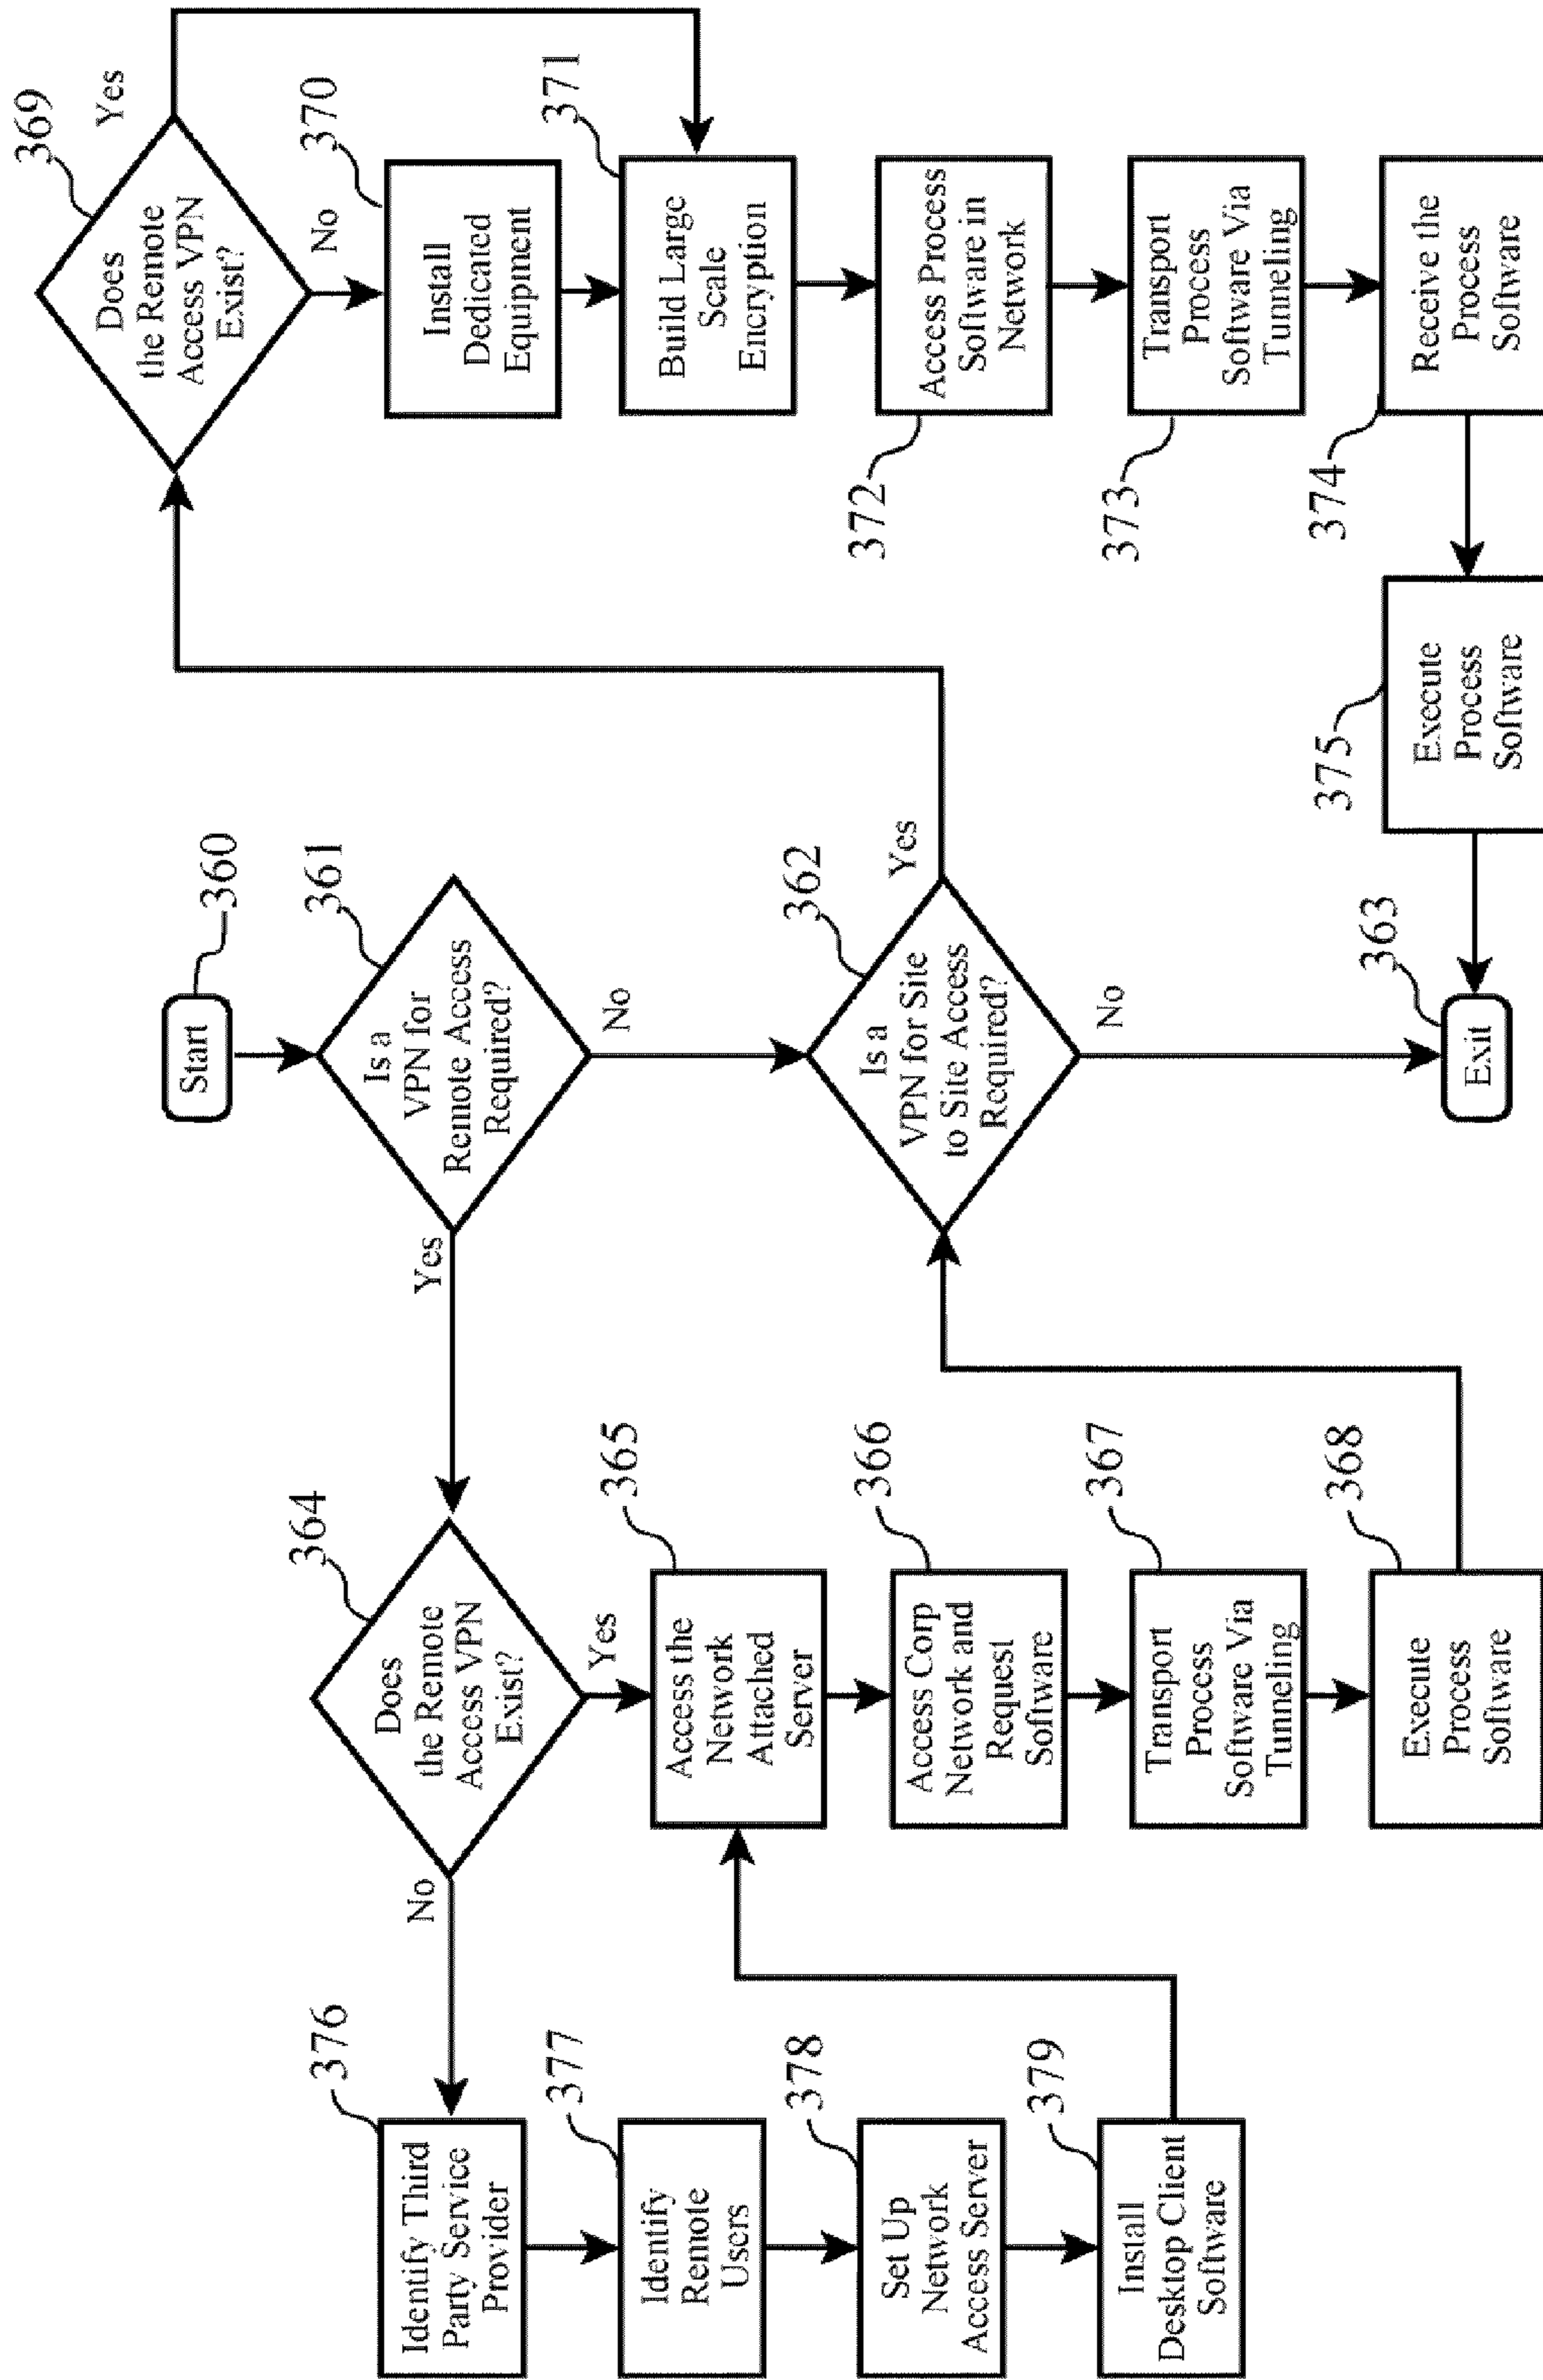 360
Start
361
Is a
VPN for
Remote Access
Required?
Yes
No
364
Does
the Remote
Access VPN
Exist?
No
Yes
376
Identify Third
Party Service
Provider
377
Identify
Remote
Users
378
Set Up
Network
Access Server
379
Install
Desktop Client
Software
365
Access the
Network
Attached
Server
366
Access Corp
Network and
Request
Software
367
Transport
Process
Software Via
Tunneling
368
Execute
Process
Software
362
Is a
VPN for Site
to Site Access
Required?
Yes
No
363
Exit
369
Does
the Remote
Access VPN
Exist?
Yes
No
370
Install
Dedicated
Equipment
371
Build Large
Scale
Encryption
372
Access Process
Software in
Network
373
Transport
Process
Software Via
Tunneling
374
Receive the
Process
Software
375
Execute
Process
Software